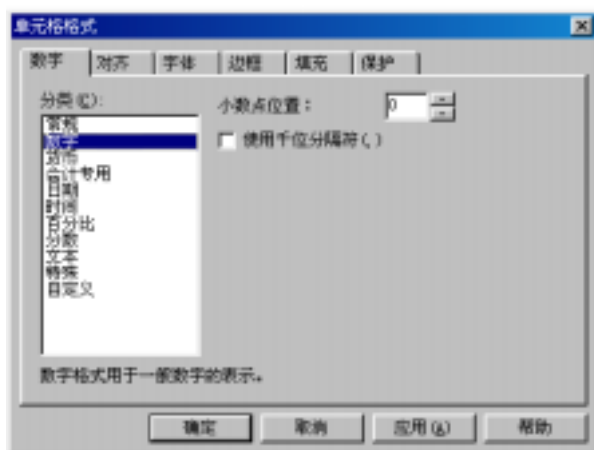 单元格格式
数字 对齐 字体 边框 填充 保护
分类(C): 小数点位置： 0
常规
数字
货币
会计专用
日期
时间
百分比
分数
文本
特殊
自定义
使用千位分隔符(,)
数字格式用于一般数字的表示。
确定 取消 应用(A) 帮助